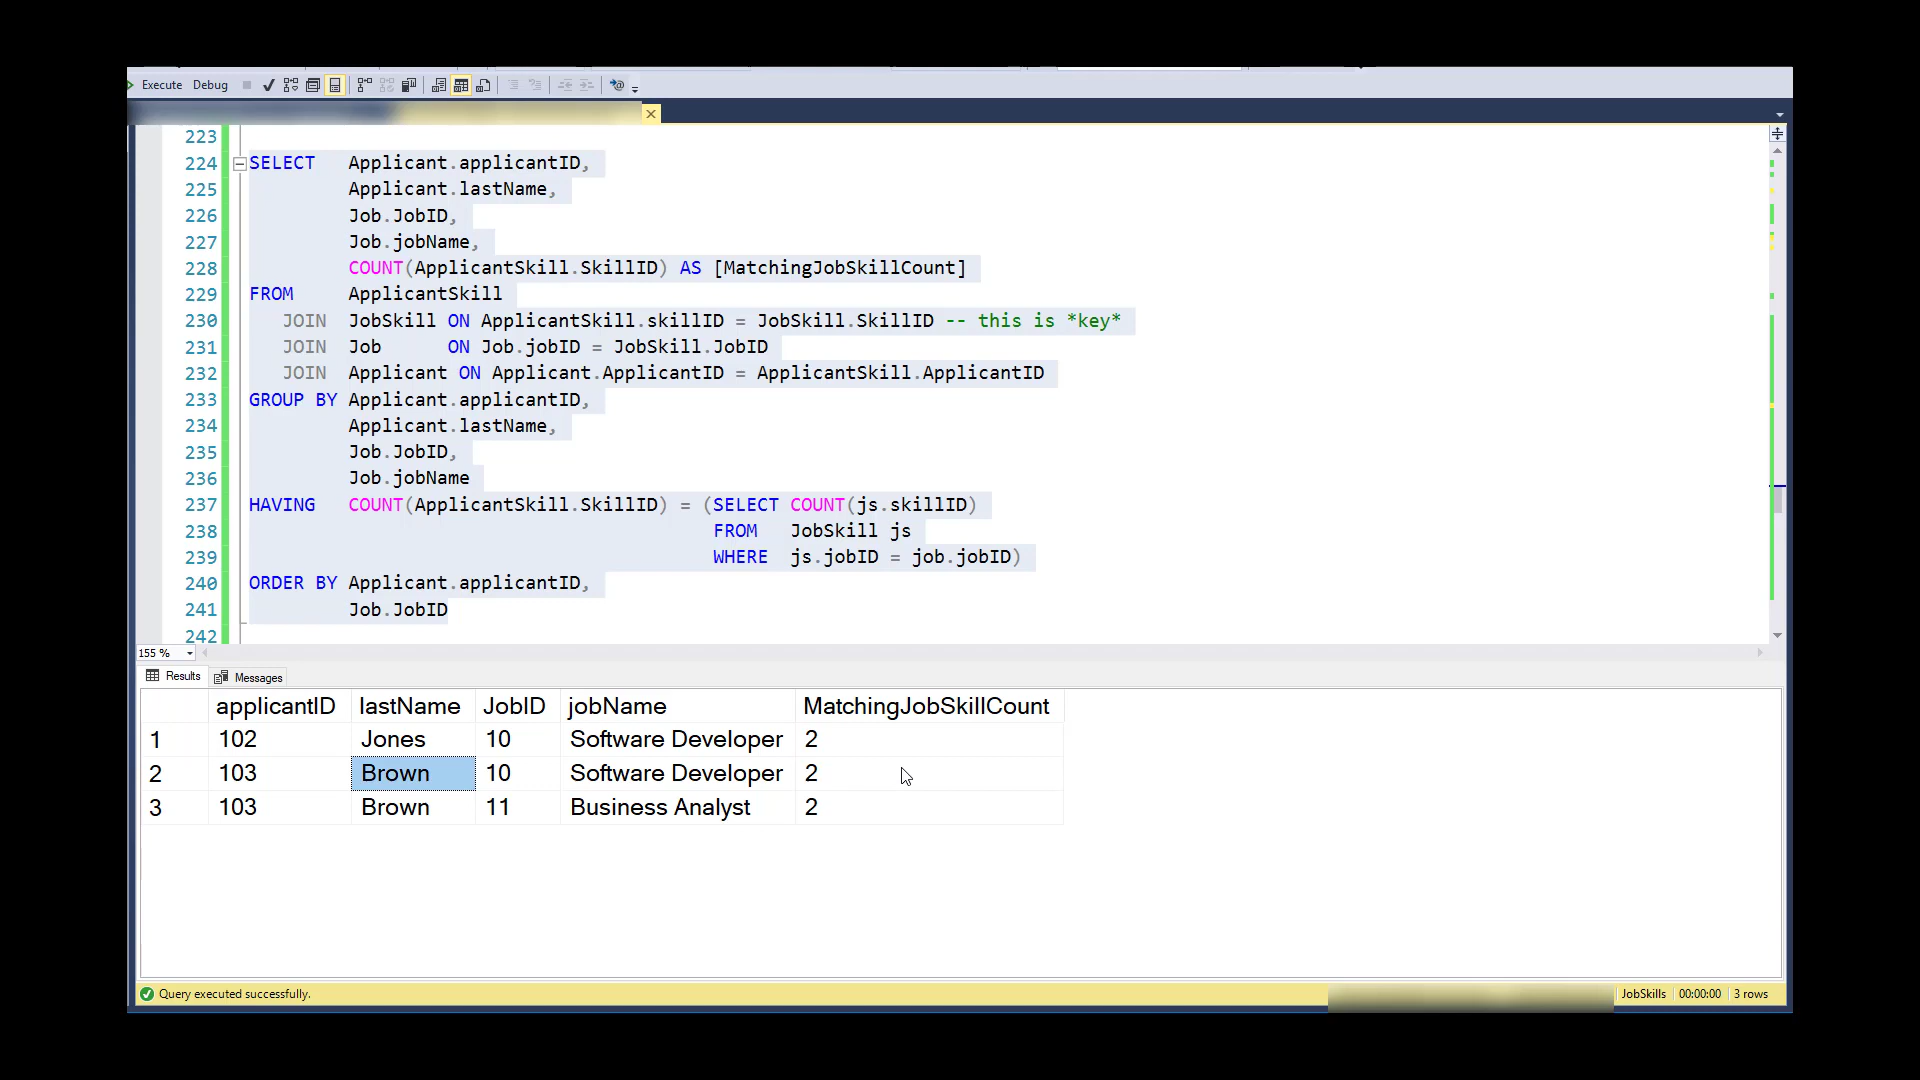 Execute Debug
223
224 SELECT Applicant.applicantID,
225 Applicant.lastName,
226 Job.JobID,
227 Job.jobName,
228 COUNT(ApplicantSkill.SkillID) AS [MatchingJobSkillCount]
229 FROM ApplicantSkill
230 JOIN JobSkill ON ApplicantSkill.skillID = JobSkill.SkillID -- this is *key*
231 JOIN Job ON Job.jobID = JobSkill.JobID
232 JOIN Applicant ON Applicant.ApplicantID = ApplicantSkill.ApplicantID
233 GROUP BY Applicant.applicantID,
234 Applicant.lastName,
235 Job.JobID,
236 Job.jobName
237 HAVING COUNT(ApplicantSkill.SkillID) = (SELECT COUNT(js.skillID)
238 FROM JobSkill js
239 WHERE js.jobID = job.jobID)
240 ORDER BY Applicant.applicantID,
241 Job.JobID
242
155 %
Results Messages
applicantID lastName JobID jobName MatchingJobSkillCount
1 102 Jones 10 Software Developer 2
2 103 Brown 10 Software Developer 2
3 103 Brown 11 Business Analyst 2
Query executed successfully. JobSkills 00:00:00 3 rows